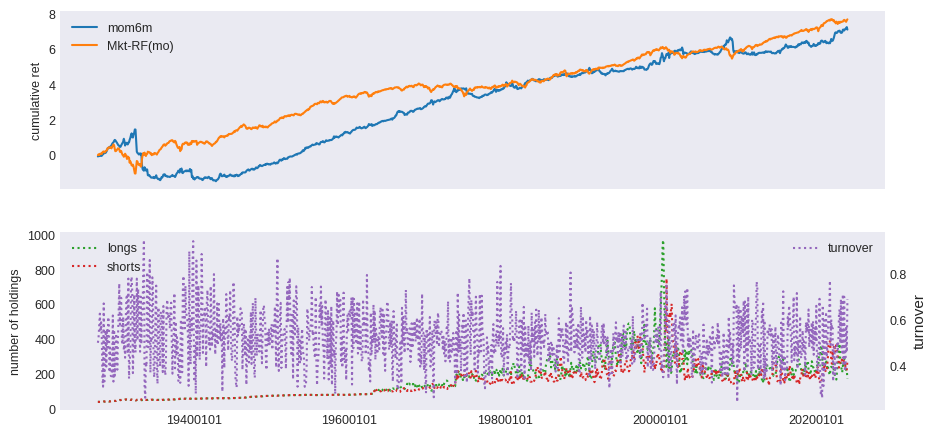 8
6
4
2
0
cumulative ret
mom6m
Mkt-RF(mo)
1000
800
600
400
200
0
number of holdings
longs
shorts
turnover
0.8
0.6
0.4
turnover
19400101
19600101
19800101
20000101
20200101